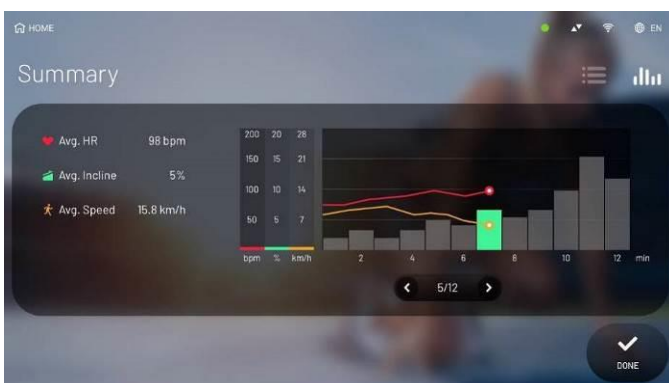 HOME
EN
Summary
Avg. HR 98 bpm
Avg. Incline 5%
Avg. Speed 15.8 km/h
200 20 28
150 15 21
100 10 14
50 5 7
bpm % km/h
2 4 6 8 10 12 min
5/12
DONE